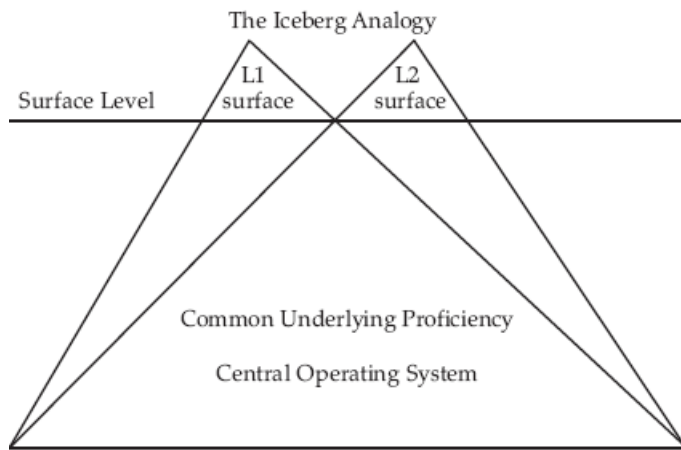 The Iceberg Analogy
L1
surface
L2
surface
Surface Level
Common Underlying Proficiency
Central Operating System